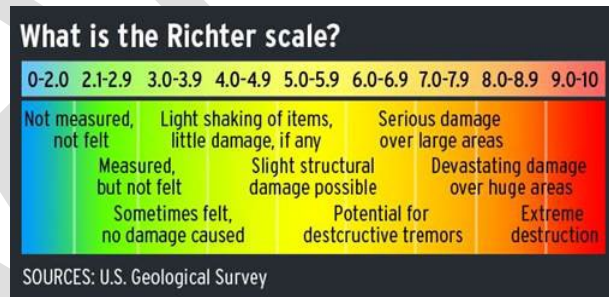 What is the Richter scale?
0-2.0 2.1-2.9 3.0-3.9 4.0-4.9 5.0-5.9 6.0-6.9 7.0-7.9 8.0-8.9 9.0-10
Not measured,
not felt
Measured,
but not felt
Sometimes felt,
no damage caused
Light shaking of items,
little damage, if any
Slight structural
damage possible
Potential for
destcructive tremors
Serious damage
over large areas
Devastating damage
over huge areas
Extreme
destruction
SOURCES: U.S. Geological Survey